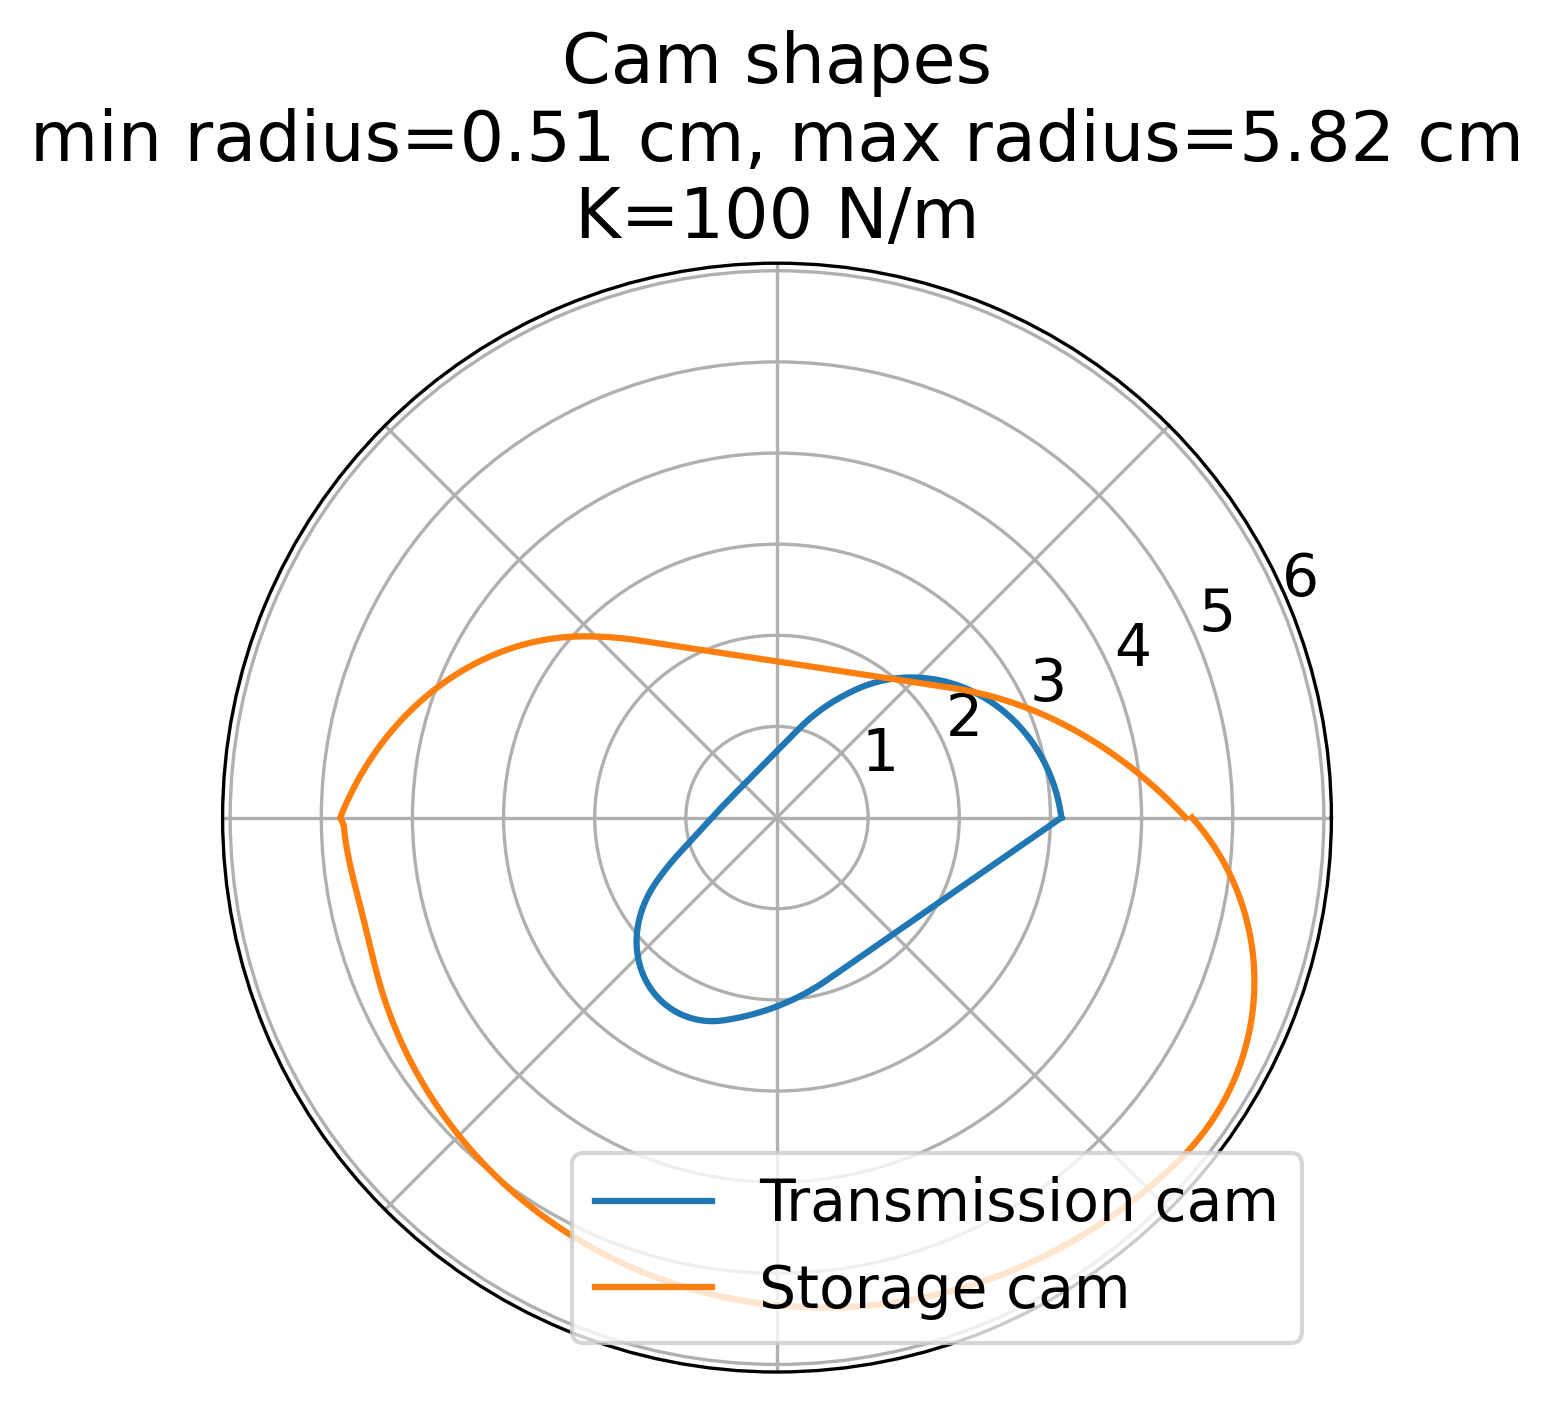 Cam shapes
min radius=0.51 cm, max radius=5.82 cm
K=100 N/m
6
5
4
3
2
1
Transmission cam
Storage cam